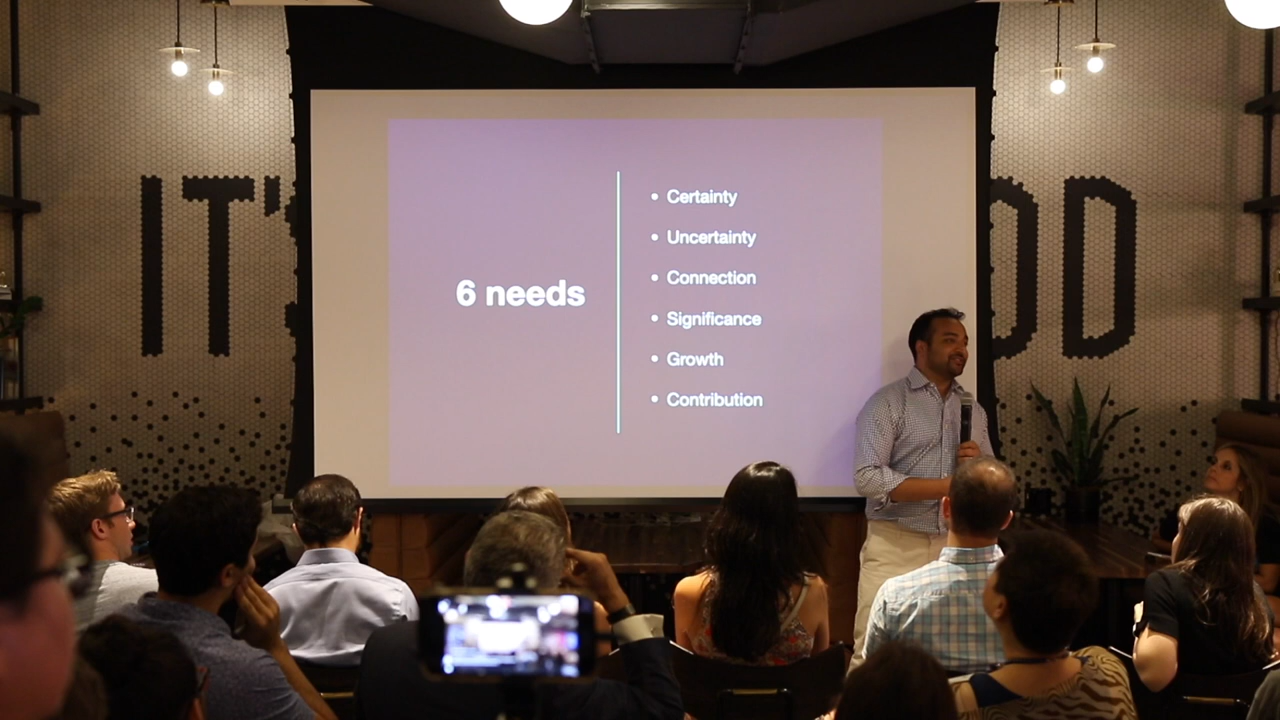 IT'S
OD
6 needs
• Certainty
• Uncertainty
• Connection
• Significance
• Growth
• Contribution